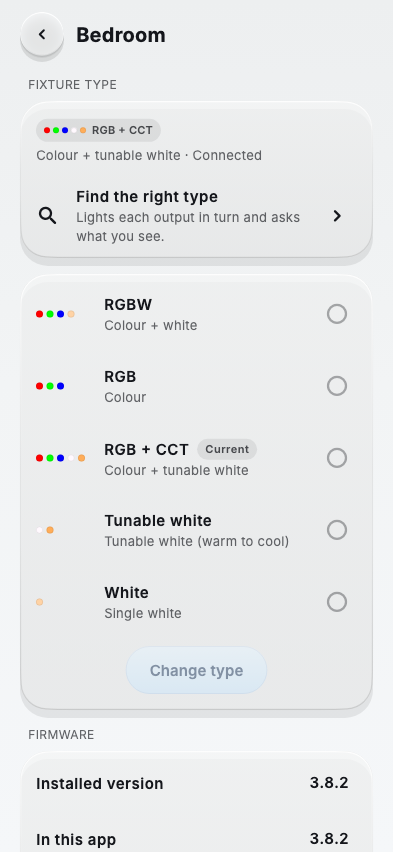 Bedroom
FIXTURE TYPE
RGB + CCT
Colour + tunable white · Connected
Find the right type
Lights each output in turn and asks
what you see.
RGBW
Colour + white
RGB
Colour
RGB + CCT Current
Colour + tunable white
Tunable white
Tunable white (warm to cool)
White
Single white
Change type
FIRMWARE
Installed version 3.8.2
In this app 3.8.2